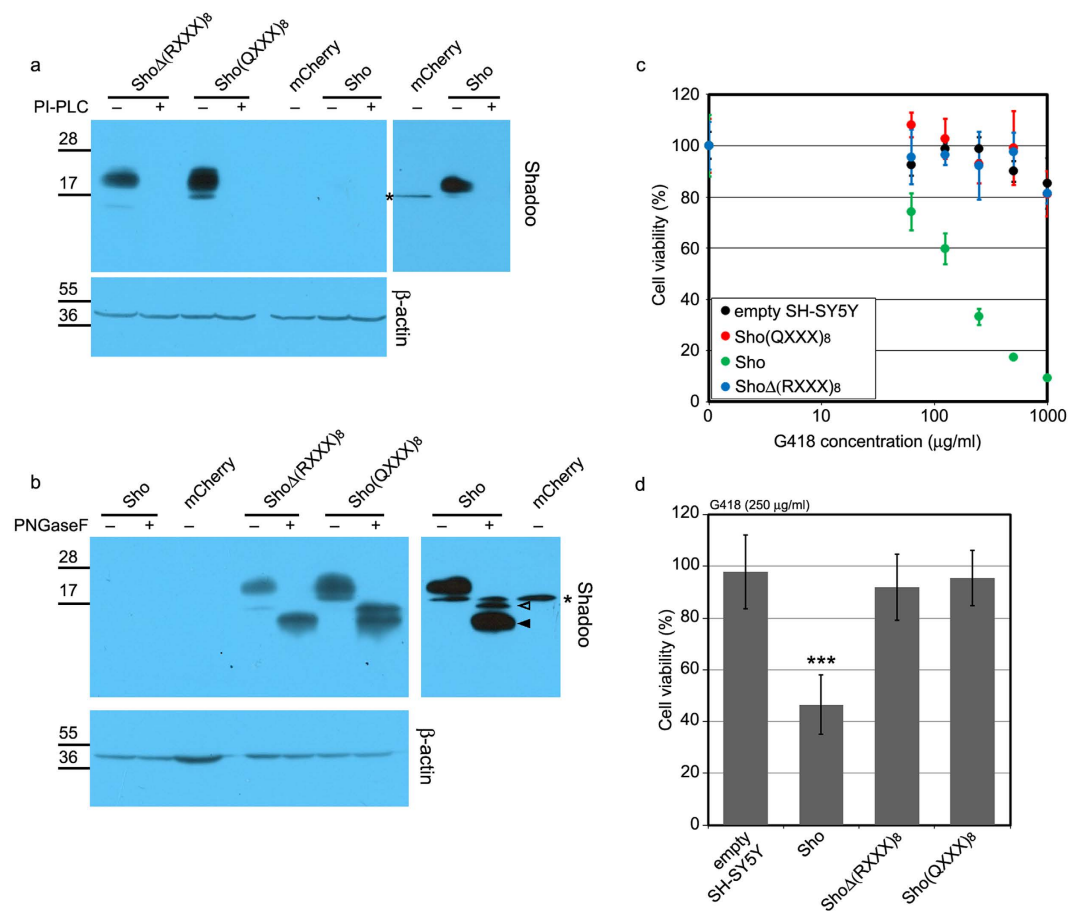 a
ShoΔ(RXXX)8 Sho(QXXX)8 mCherry Sho mCherry Sho
PI-PLC – + – + – – + – – +
28
17
*
Shadoo
55
36
β-actin
b
Sho mCherry ShoΔ(RXXX)8 Sho(QXXX)8 Sho mCherry
PNGaseF – + – – + – + – + –
28
17
*
Shadoo
55
36
β-actin
c
120
100
80
60
40
20
0
Cell viability (%)
empty SH-SY5Y
Sho(QXXX)8
Sho
ShoΔ(RXXX)8
0 10 100 1000
G418 concentration (μg/ml)
d
G418 (250 μg/ml)
120
100
80
60
40
20
0
Cell viability (%)
***
empty
SH-SY5Y
Sho
ShoΔ(RXXX)8
Sho(QXXX)8